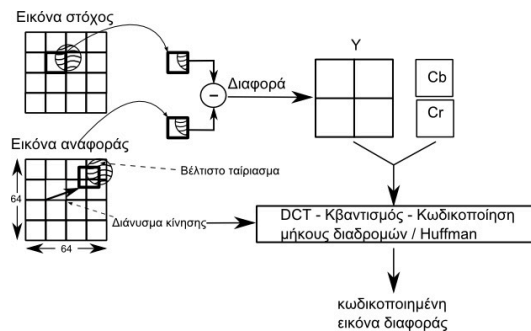 Εικόνα στόχος
Y
Cb
Διαφορά
Cr
Εικόνα αναφοράς
Βέλτιστο ταίριασμα
64
Διάνυσμα κίνησης
64
DCT - Κβαντισμός - Κωδικοποίηση
μήκους διαδρομών / Huffman
κωδικοποιημένη
εικόνα διαφοράς